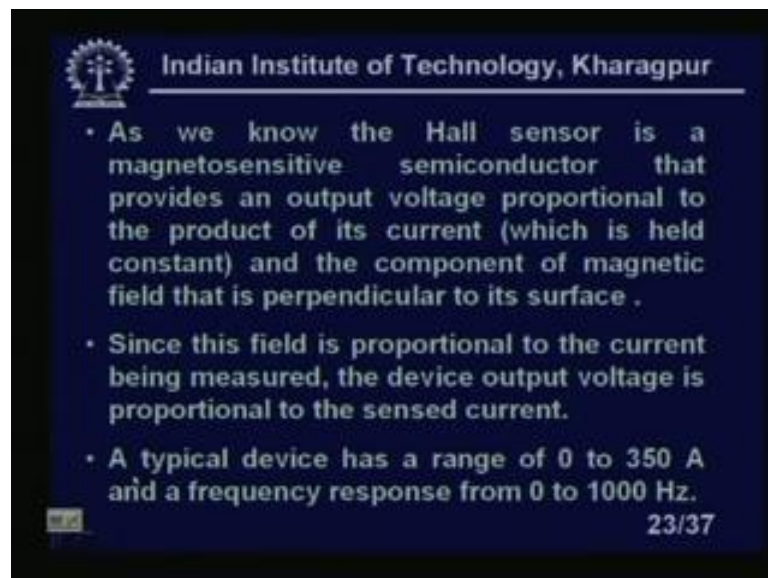 Indian Institute of Technology, Kharagpur
• As we know the Hall sensor is a
magnetosensitive semiconductor that
provides an output voltage proportional to
the product of its current (which is held
constant) and the component of magnetic
field that is perpendicular to its surface .
• Since this field is proportional to the current
being measured, the device output voltage is
proportional to the sensed current.
• A typical device has a range of 0 to 350 A
and a frequency response from 0 to 1000 Hz.
23/37